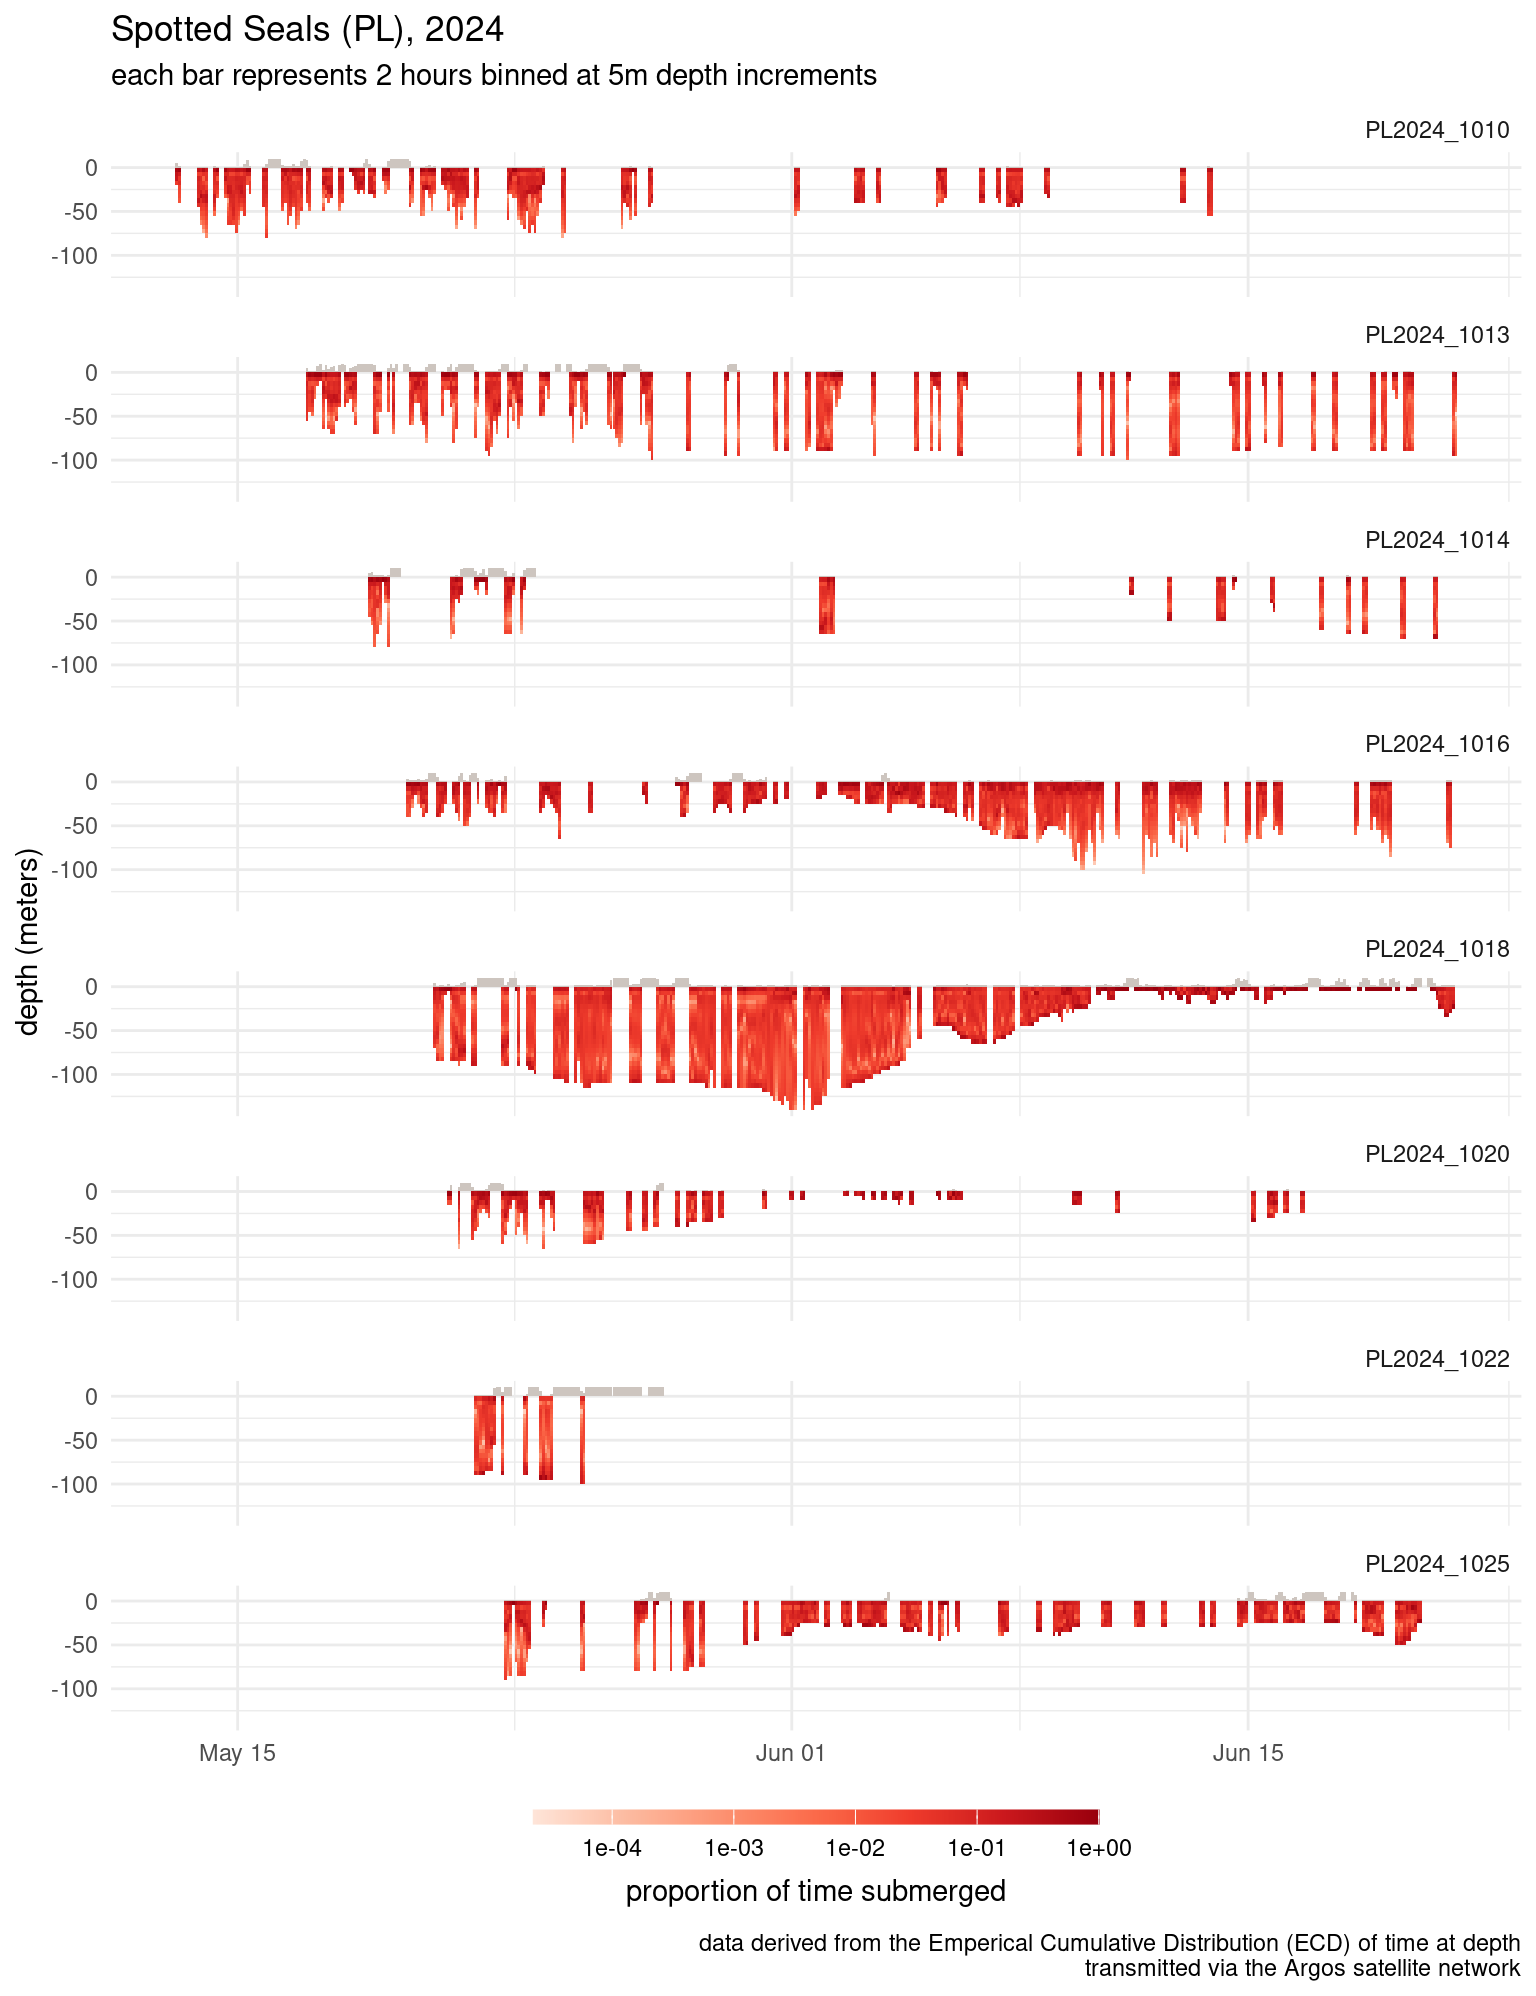 Spotted Seals (PL), 2024
each bar represents 2 hours binned at 5m depth increments
depth (meters)
PL2024_1010
0
-50
-100
PL2024_1013
0
-50
-100
PL2024_1014
0
-50
-100
PL2024_1016
0
-50
-100
PL2024_1018
0
-50
-100
PL2024_1020
0
-50
-100
PL2024_1022
0
-50
-100
PL2024_1025
0
-50
-100
May 15 Jun 01 Jun 15
1e-04 1e-03 1e-02 1e-01 1e+00
proportion of time submerged
data derived from the Emperical Cumulative Distribution (ECD) of time at depth
transmitted via the Argos satellite network